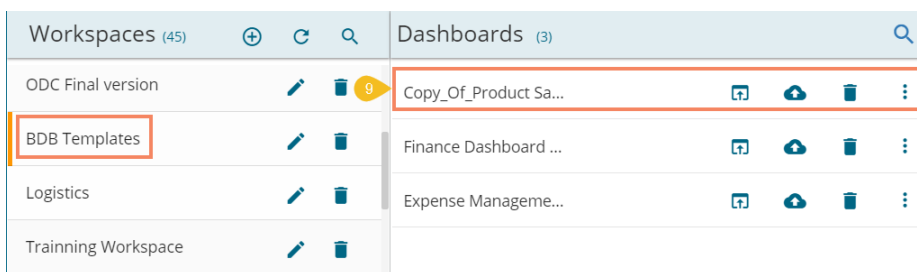 Workspaces (45)
ODC Final version
BDB Templates
Logistics
Trainning Workspace
Dashboards (3)
9
Copy_Of_Product Sa...
Finance Dashboard ...
Expense Manageme...